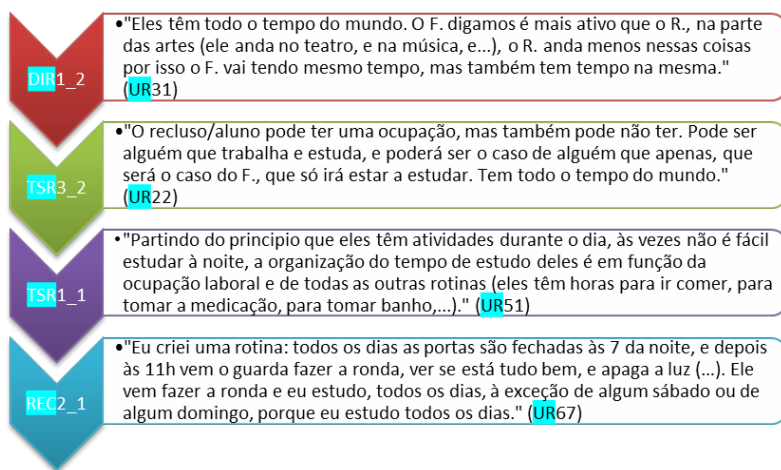 DIR1_2
•"Eles têm todo o tempo do mundo. O F. digamos é mais ativo que o R., na parte
das artes (ele anda no teatro, e na música, e...), o R. anda menos nessas coisas
por isso o F. vai tendo mesmo tempo, mas também tem tempo na mesma."
(UR31)
TSR3_2
•"O recluso/aluno pode ter uma ocupação, mas também pode não ter. Pode ser
alguém que trabalha e estuda, e poderá ser o caso de alguém que apenas, que
será o caso do F., que só irá estar a estudar. Tem todo o tempo do mundo."
(UR22)
TSR1_1
•"Partindo do principio que eles têm atividades durante o dia, às vezes não é fácil
estudar à noite, a organização do tempo de estudo deles é em função da
ocupação laboral e de todas as outras rotinas (eles têm horas para ir comer, para
tomar a medicação, para tomar banho,...)." (UR51)
REC2_1
•"Eu criei uma rotina: todos os dias as portas são fechadas às 7 da noite, e depois
às 11h vem o guarda fazer a ronda, ver se está tudo bem, e apaga a luz (...). Ele
vem fazer a ronda e eu estudo, todos os dias, à exceção de algum sábado ou de
algum domingo, porque eu estudo todos os dias." (UR67)